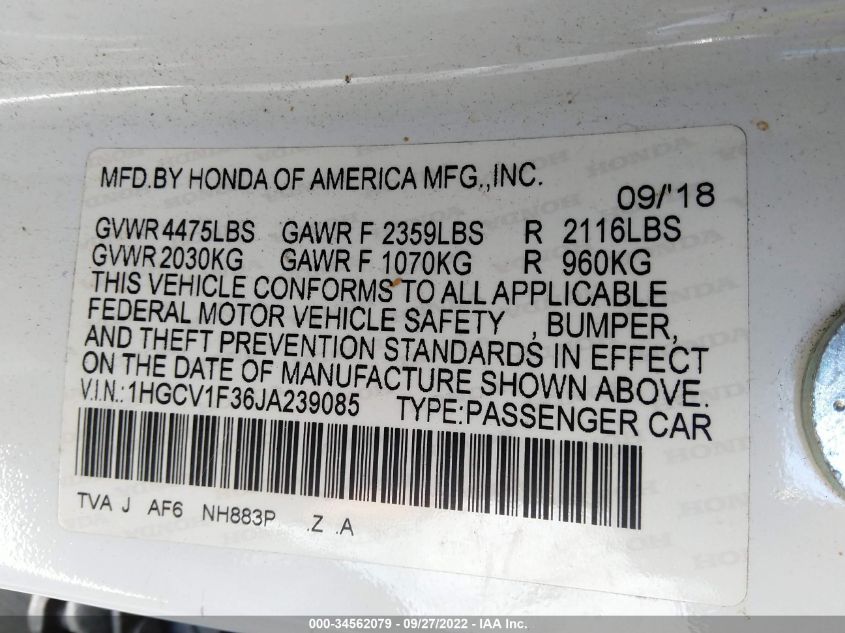 MFD.BY HONDA OF AMERICA MFG.,INC.
09/'18
GVWR 4475LBS GAWR F 2359LBS R 2116LBS
GVWR 2030KG GAWR F 1070KG R 960KG
THIS VEHICLE CONFORMS TO ALL APPLICABLE
FEDERAL MOTOR VEHICLE SAFETY , BUMPER,
AND THEFT PREVENTION STANDARDS IN EFFECT
ON THE DATE OF MANUFACTURE SHOWN ABOVE.
V.I.N.:1HGCV1F36JA239085 TYPE:PASSENGER CAR
TVA J AF6 NH883P .Z .A
000-34562079 - 09/27/2022 - IAA Inc.